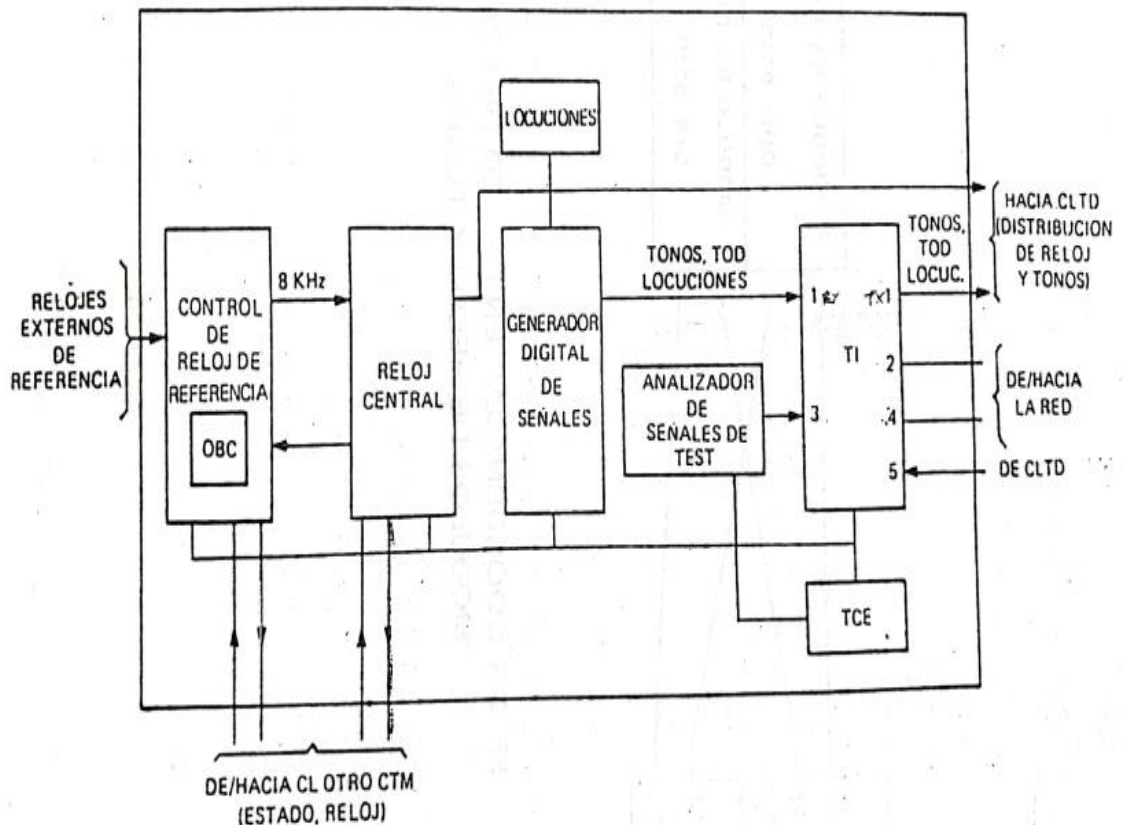 LOCUCIONES
HACIA CLTD
(DISTRIBUCION
DE RELOJ
Y TONOS)
TONOS,
TOD
LOCUC.
TONOS, TOD
LOCUCIONES
8 KHz
RELOJES
EXTERNOS
DE
REFERENCIA
CONTROL
DE
RELOJ DE
REFERENCIA
OBC
RELOJ
CENTRAL
GENERADOR
DIGITAL
DE
SEÑALES
ANALIZADOR
DE
SEÑALES DE
TEST
1 RX TX1
TI
2
3
4
5
DE/HACIA
LA RED
DE CLTD
TCE
DE/HACIA CL OTRO CTM
(ESTADO, RELOJ)